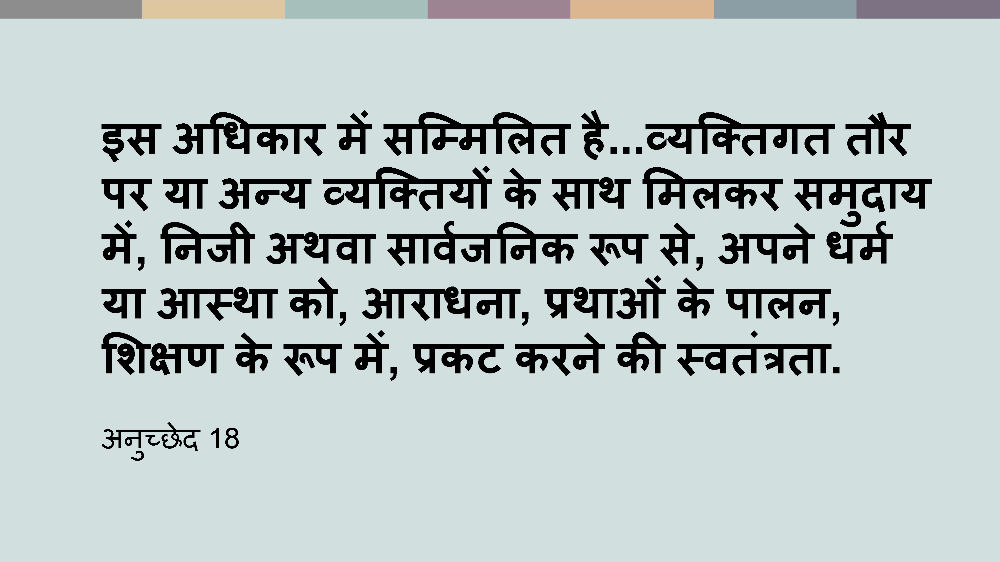 इस अधिकार में सम्मिलित है...व्यक्तिगत तौर
पर या अन्य व्यक्तियों के साथ मिलकर समुदाय
में, निजी अथवा सार्वजनिक रूप से, अपने धर्म
या आस्था को, आराधना, प्रथाओं के पालन,
शिक्षण के रूप में, प्रकट करने की स्वतंत्रता.
अनुच्छेद 18